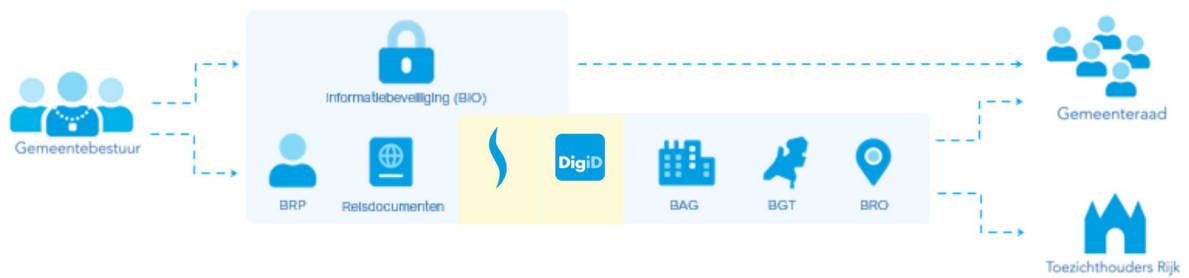 Informatiebeveiliging (BIO)
Gemeentebestuur
Gemeenteraad
DigiD
BRP
Reisdocumenten
BAG
BGT
BRO
Toezichthouders Rijk